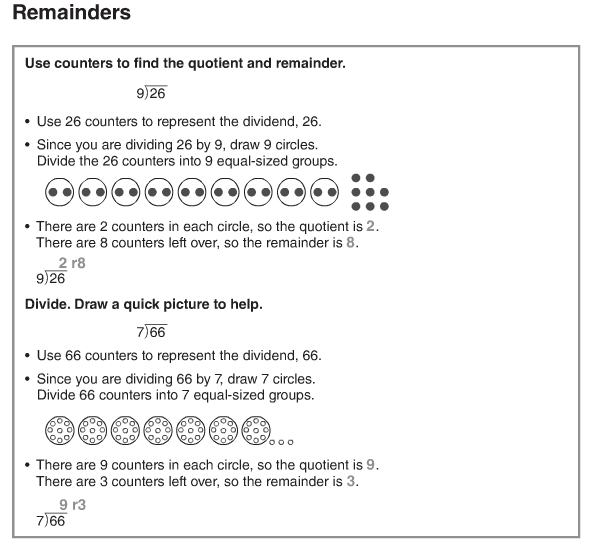 Remainders
Use counters to find the quotient and remainder.
9)26
• Use 26 counters to represent the dividend, 26.
• Since you are dividing 26 by 9, draw 9 circles.
Divide the 26 counters into 9 equal-sized groups.
• There are 2 counters in each circle, so the quotient is 2.
There are 8 counters left over, so the remainder is 8.
2 r8
9)26
Divide. Draw a quick picture to help.
7)66
• Use 66 counters to represent the dividend, 66.
• Since you are dividing 66 by 7, draw 7 circles.
Divide 66 counters into 7 equal-sized groups.
• There are 9 counters in each circle, so the quotient is 9.
There are 3 counters left over, so the remainder is 3.
9 r3
7)66